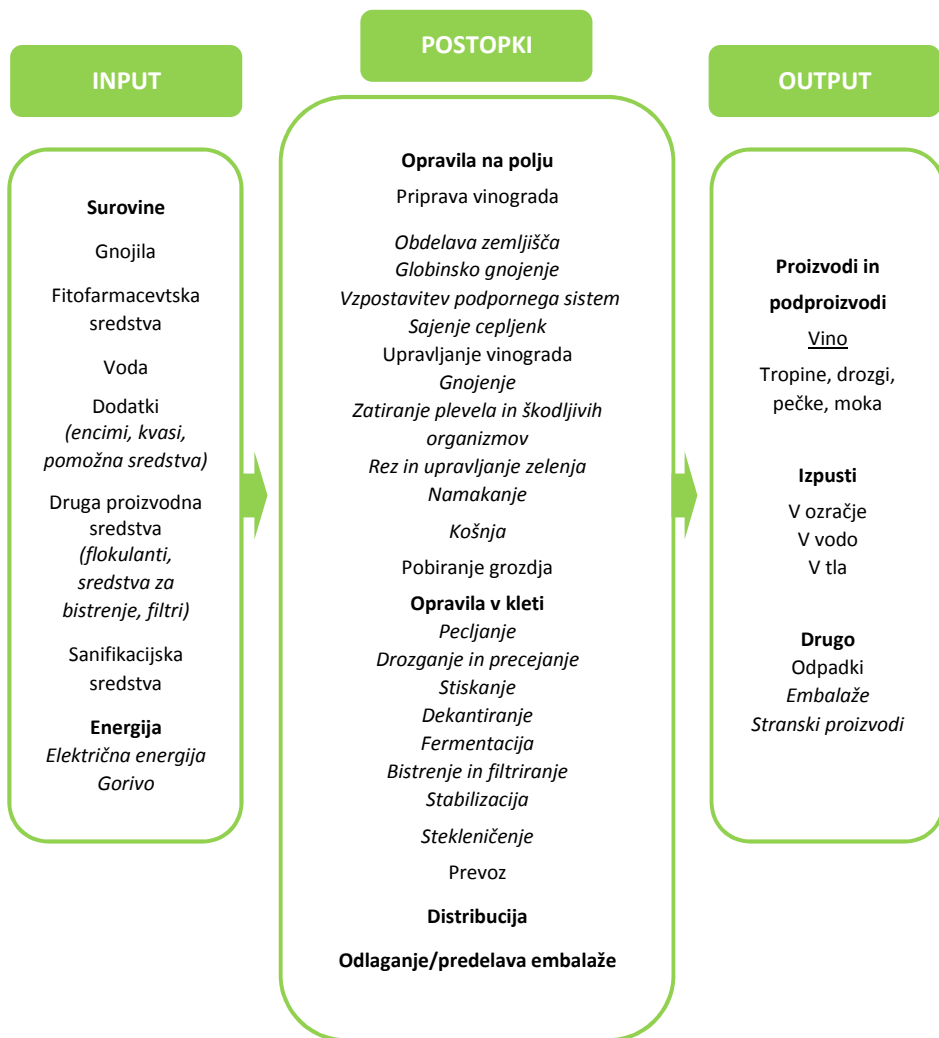 INPUT
Surovine
Gnojila
Fitofarmacevtska
sredstva
Voda
Dodatki
(encimi, kvasi,
pomožna sredstva)
Druga proizvodna
sredstva
(flokulanti,
sredstva za
bistrenje, filtri)
Sanifikacijska
sredstva
Energija
Električna energija
Gorivo
POSTOPKI
Opravila na polju
Priprava vinograda
Obdelava zemljišča
Globinsko gnojenje
Vzpostavitev podpornega sistem
Sajenje cepljenk
Upravljanje vinograda
Gnojenje
Zatiranje plevela in škodljivih
organizmov
Rez in upravljanje zelenja
Namakanje
Košnja
Pobiranje grozdja
Opravila v kleti
Pecljanje
Drozganje in precejanje
Stiskanje
Dekantiranje
Fermentacija
Bistrenje in filtriranje
Stabilizacija
Stekleničenje
Prevoz
Distribucija
Odlaganje/predelava embalaže
OUTPUT
Proizvodi in
podproizvodi
Vino
Tropine, drozgi,
pečke, moka
Izpusti
V ozračje
V vodo
V tla
Drugo
Odpadki
Embalaže
Stranski proizvodi